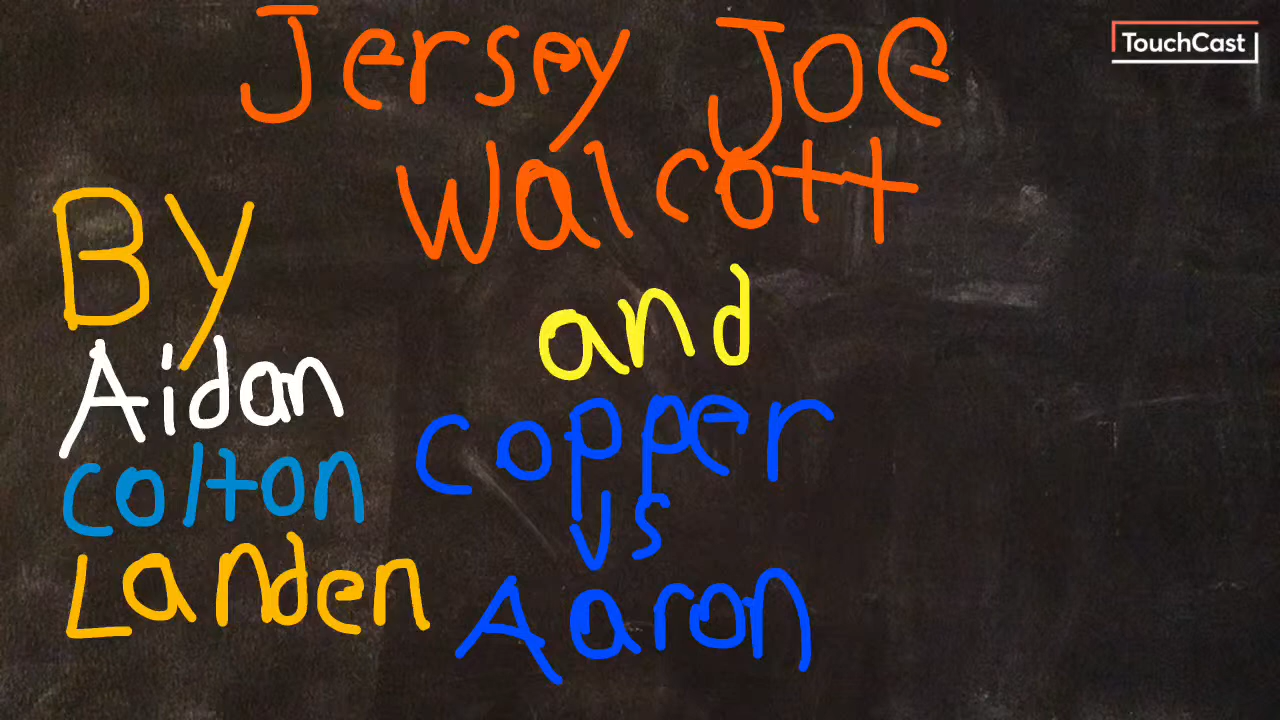 Jersey JOE
Walcott
and
copper
vs
Aaron
By
Aidan
colton
Landen
TouchCast